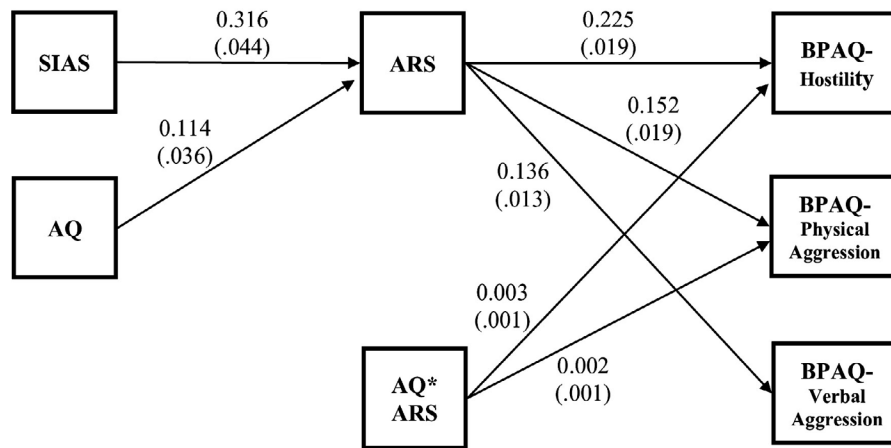 0.316
(.044)
0.225
(.019)
SIAS
ARS
BPAQ-
Hostility
0.114
(.036)
0.152
(.019)
0.136
(.013)
AQ
BPAQ-
Physical
Aggression
0.003
(.001)
0.002
(.001)
AQ*
ARS
BPAQ-
Verbal
Aggression